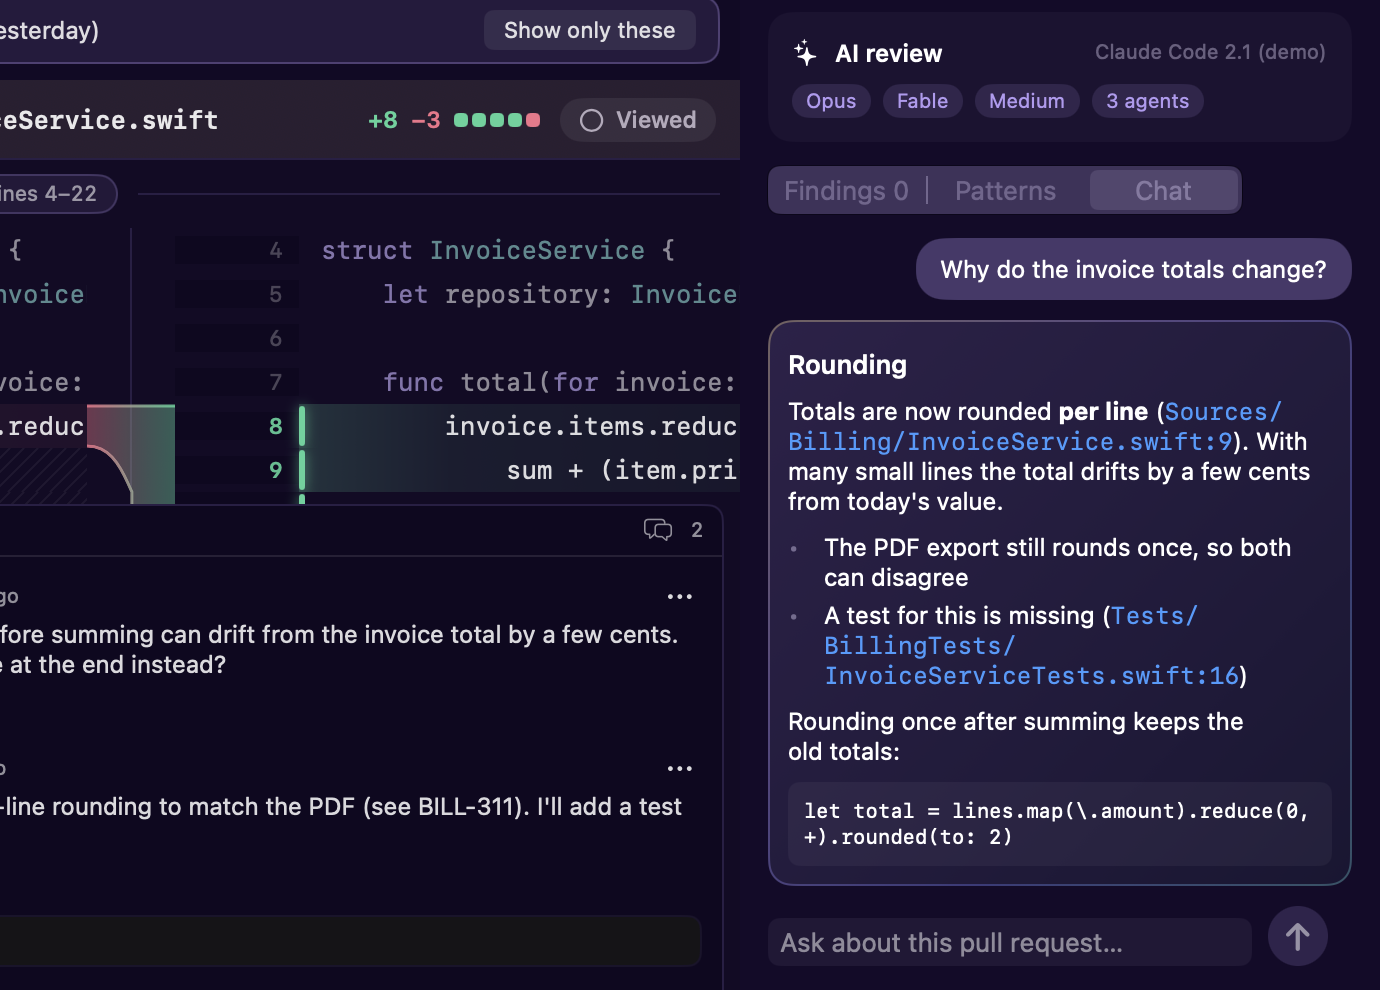 esterday)
Show only these
eService.swift
+8 −3
Viewed
ines 4–22
{
nvoice
voice:
.reduc
4 struct InvoiceService {
5 let repository: Invoice
6
7 func total(for invoice:
8 invoice.items.reduc
9 sum + (item.pri
2
go
fore summing can drift from the invoice total by a few cents.
e at the end instead?
o
-line rounding to match the PDF (see BILL-311). I'll add a test
AI review
Claude Code 2.1 (demo)
Opus
Fable
Medium
3 agents
Findings 0
Patterns
Chat
Why do the invoice totals change?
Rounding
Totals are now rounded per line (Sources/
Billing/InvoiceService.swift:9). With
many small lines the total drifts by a few cents
from today's value.
• The PDF export still rounds once, so both
can disagree
• A test for this is missing (Tests/
BillingTests/
InvoiceServiceTests.swift:16)
Rounding once after summing keeps the
old totals:
let total = lines.map(\.amount).reduce(0,
+).rounded(to: 2)
Ask about this pull request...